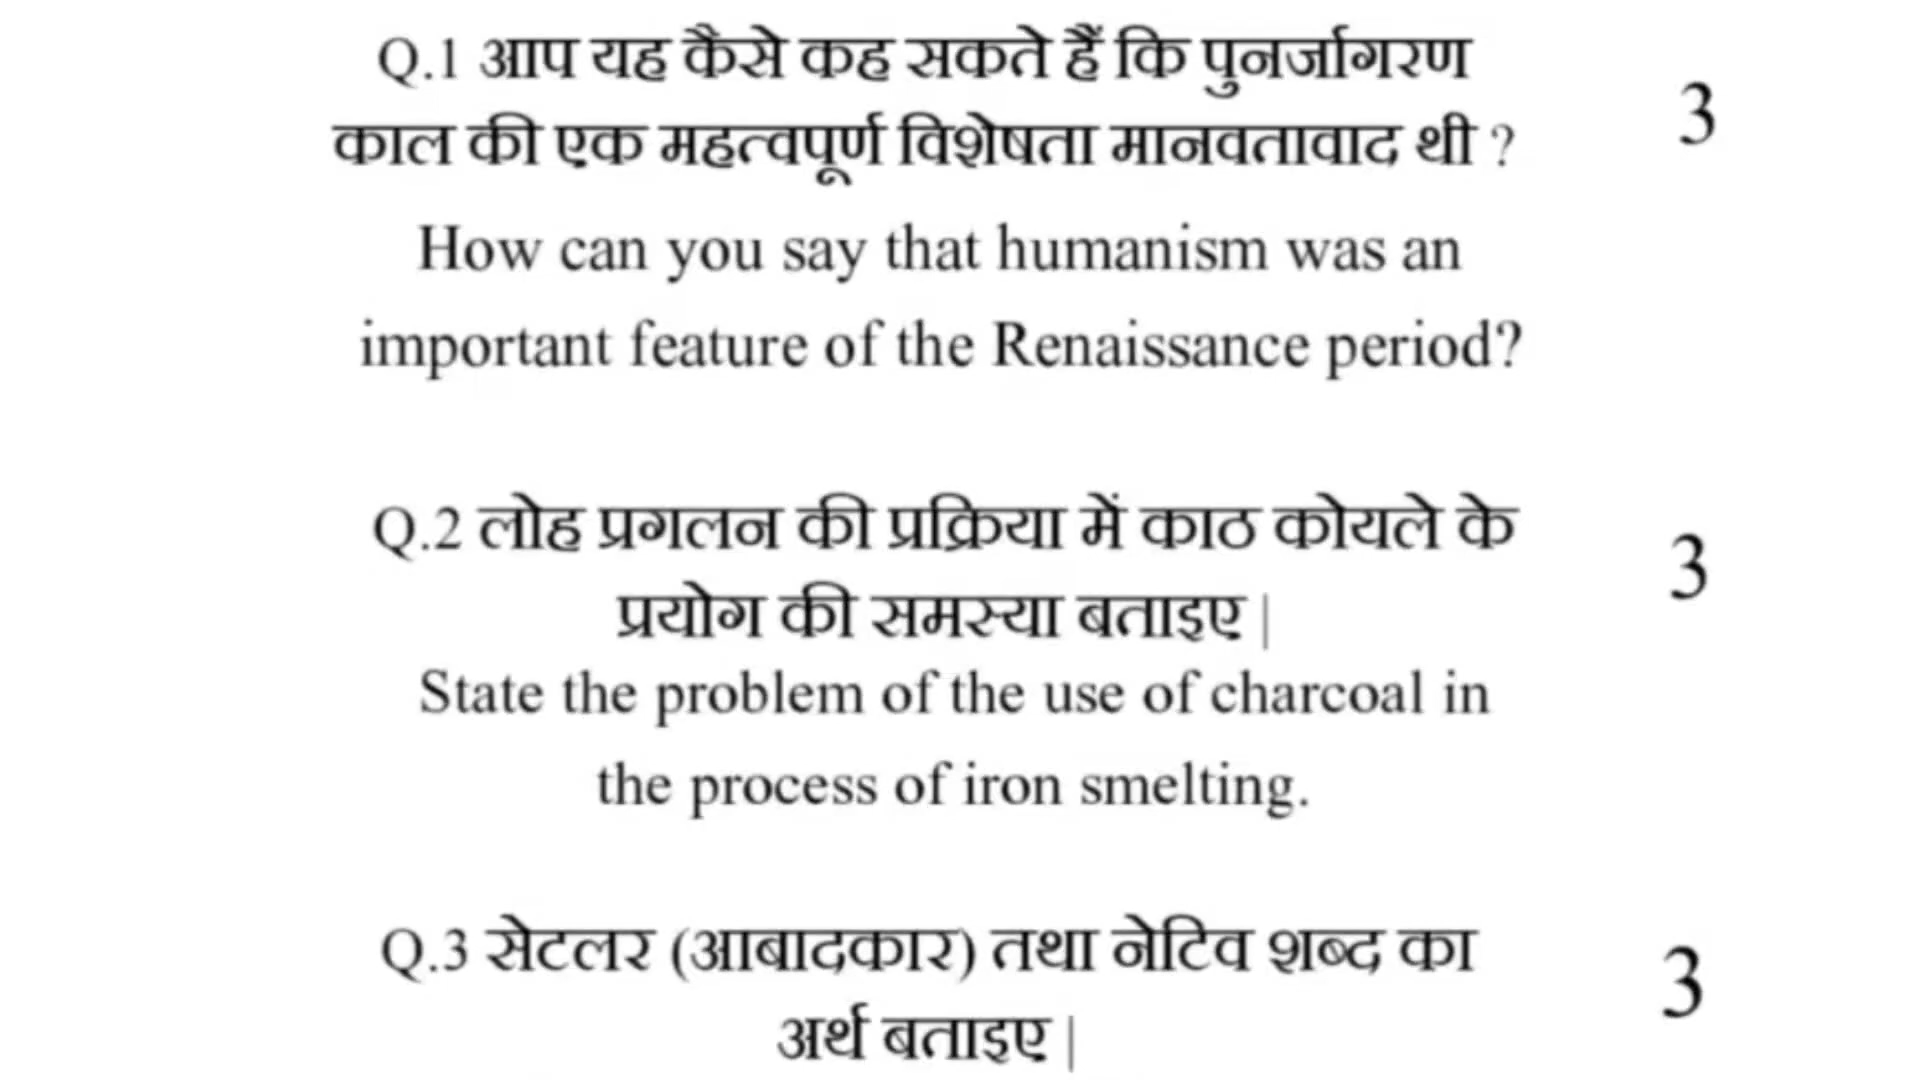 Q.1 आप यह कैसे कह सकते हैं कि पुनर्जागरण
काल की एक महत्वपूर्ण विशेषता मानवतावाद थी ?
3
How can you say that humanism was an
important feature of the Renaissance period?
Q.2 लोह प्रगलन की प्रक्रिया में काठ कोयले के
प्रयोग की समस्या बताइए |
3
State the problem of the use of charcoal in
the process of iron smelting.
Q.3 सेटलर (आबादकार) तथा नेटिव शब्द का
अर्थ बताइए |
3